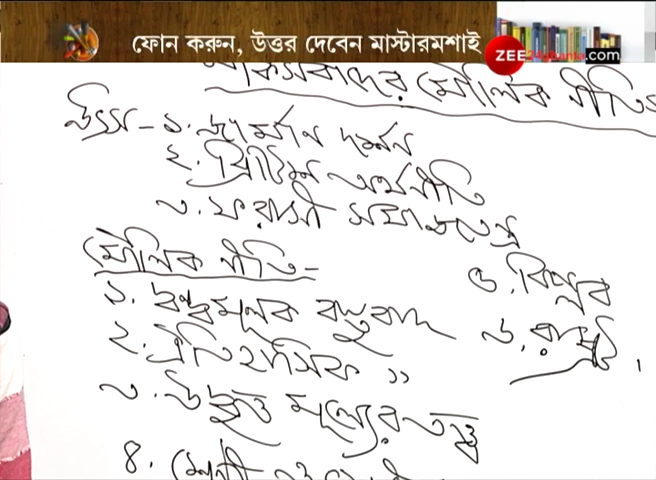 ফোন করুন, উত্তর দেবেন মাস্টারমশাই
ZEE24ghanta.com
মার্কসবাদের মৌলিক নীতি
উৎস - ১. জার্মান দর্শন
২. ব্রিটিশ অর্থনীতি
৩. ফরাসী সমাজতন্ত্র
মৌলিক নীতি -
১. দ্বন্দ্বমূলক বস্তুবাদ
২. ঐতিহাসিক ,,
৩. উদ্বৃত্ত মূল্যের তত্ত্ব
৪. শ্রেণী
৫. বিপ্লব
৬. রাষ্ট্র